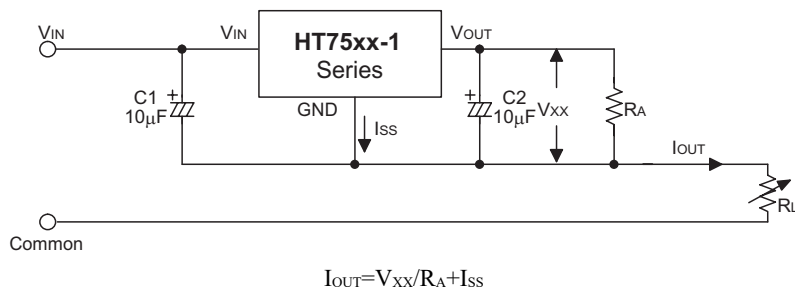 VIN
VIN
HT75xx-1
Series
VOUT
C1
10μF
GND
ISS
C2
10μF
VXX
RA
IOUT
RL
Common
IOUT=VXX/RA+ISS